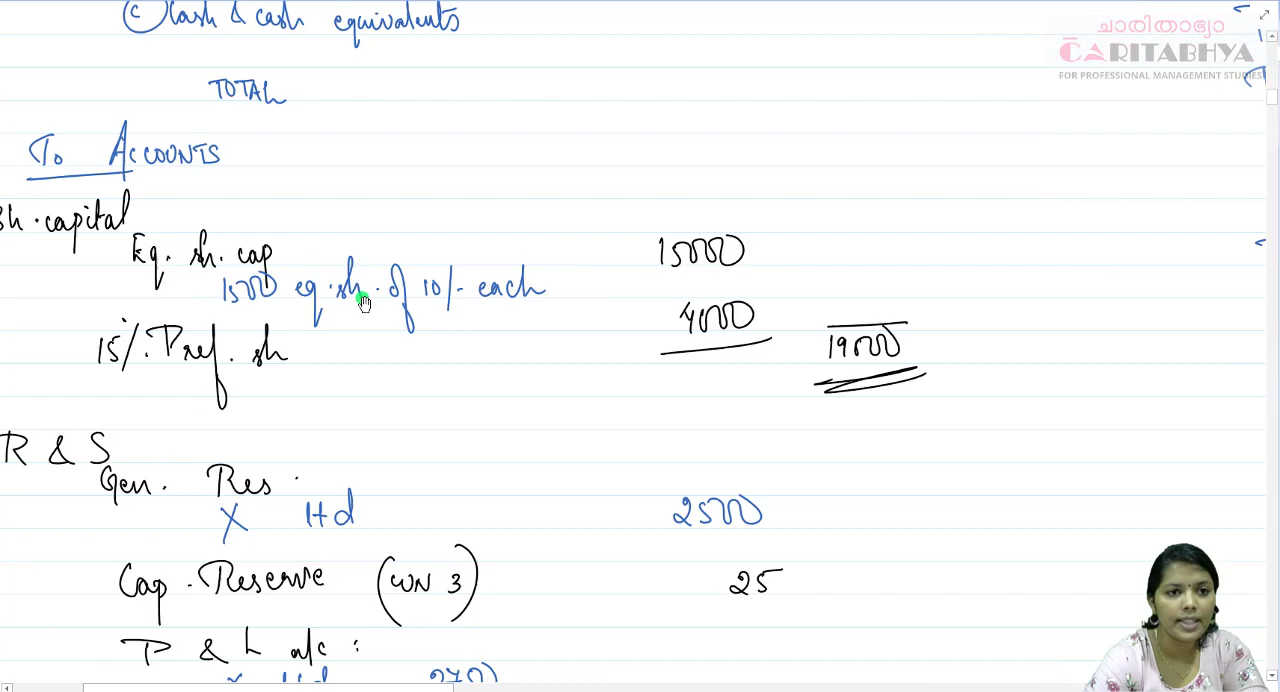 (c) Cash & cash equivalents
ചാരിതാഭ്യാ
CARITABHYA
FOR PROFESSIONAL MANAGEMENT STUDIES
TOTAL
To ACCOUNTS
Sh. capital
Eq. sh. cap 15000
1500 eq. sh. of 10/- each
15%. Pref. sh 4000 19000
R & S
Gen. Res.
X Ltd 2500
Cap. Reserve (WN 3) 25
P & L a/c :